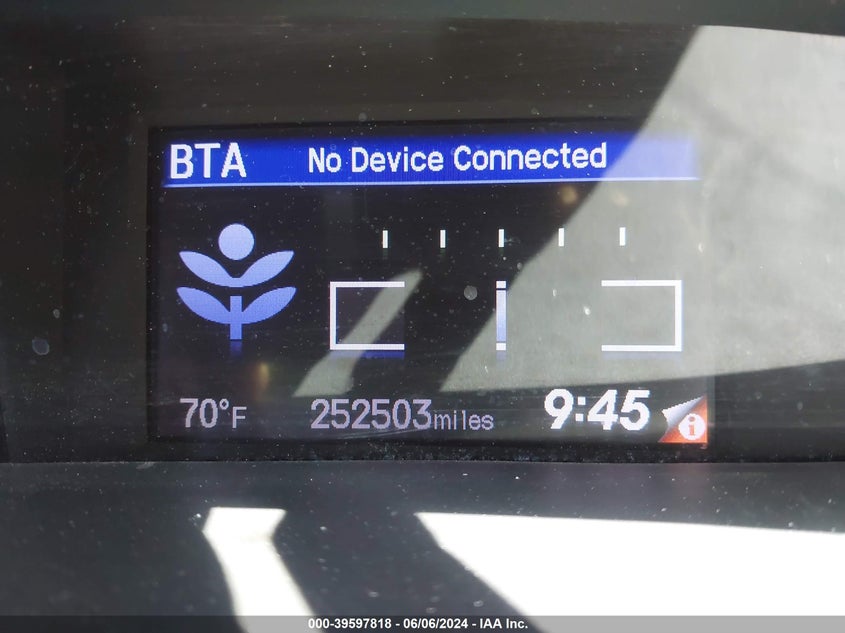 BTA No Device Connected
70°F 252503miles 9:45 i
000-39597818 - 06/06/2024 - IAA Inc.